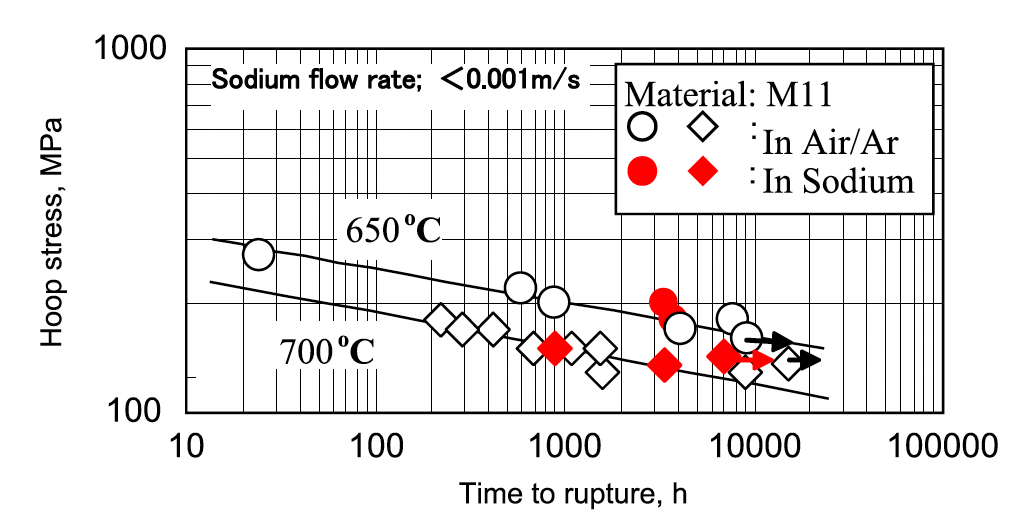 1000
Sodium flow rate; <0.001m/s
Material: M11
: In Air/Ar
: In Sodium
Hoop stress, MPa
650 °C
700 °C
100
10 100 1000 10000 100000
Time to rupture, h